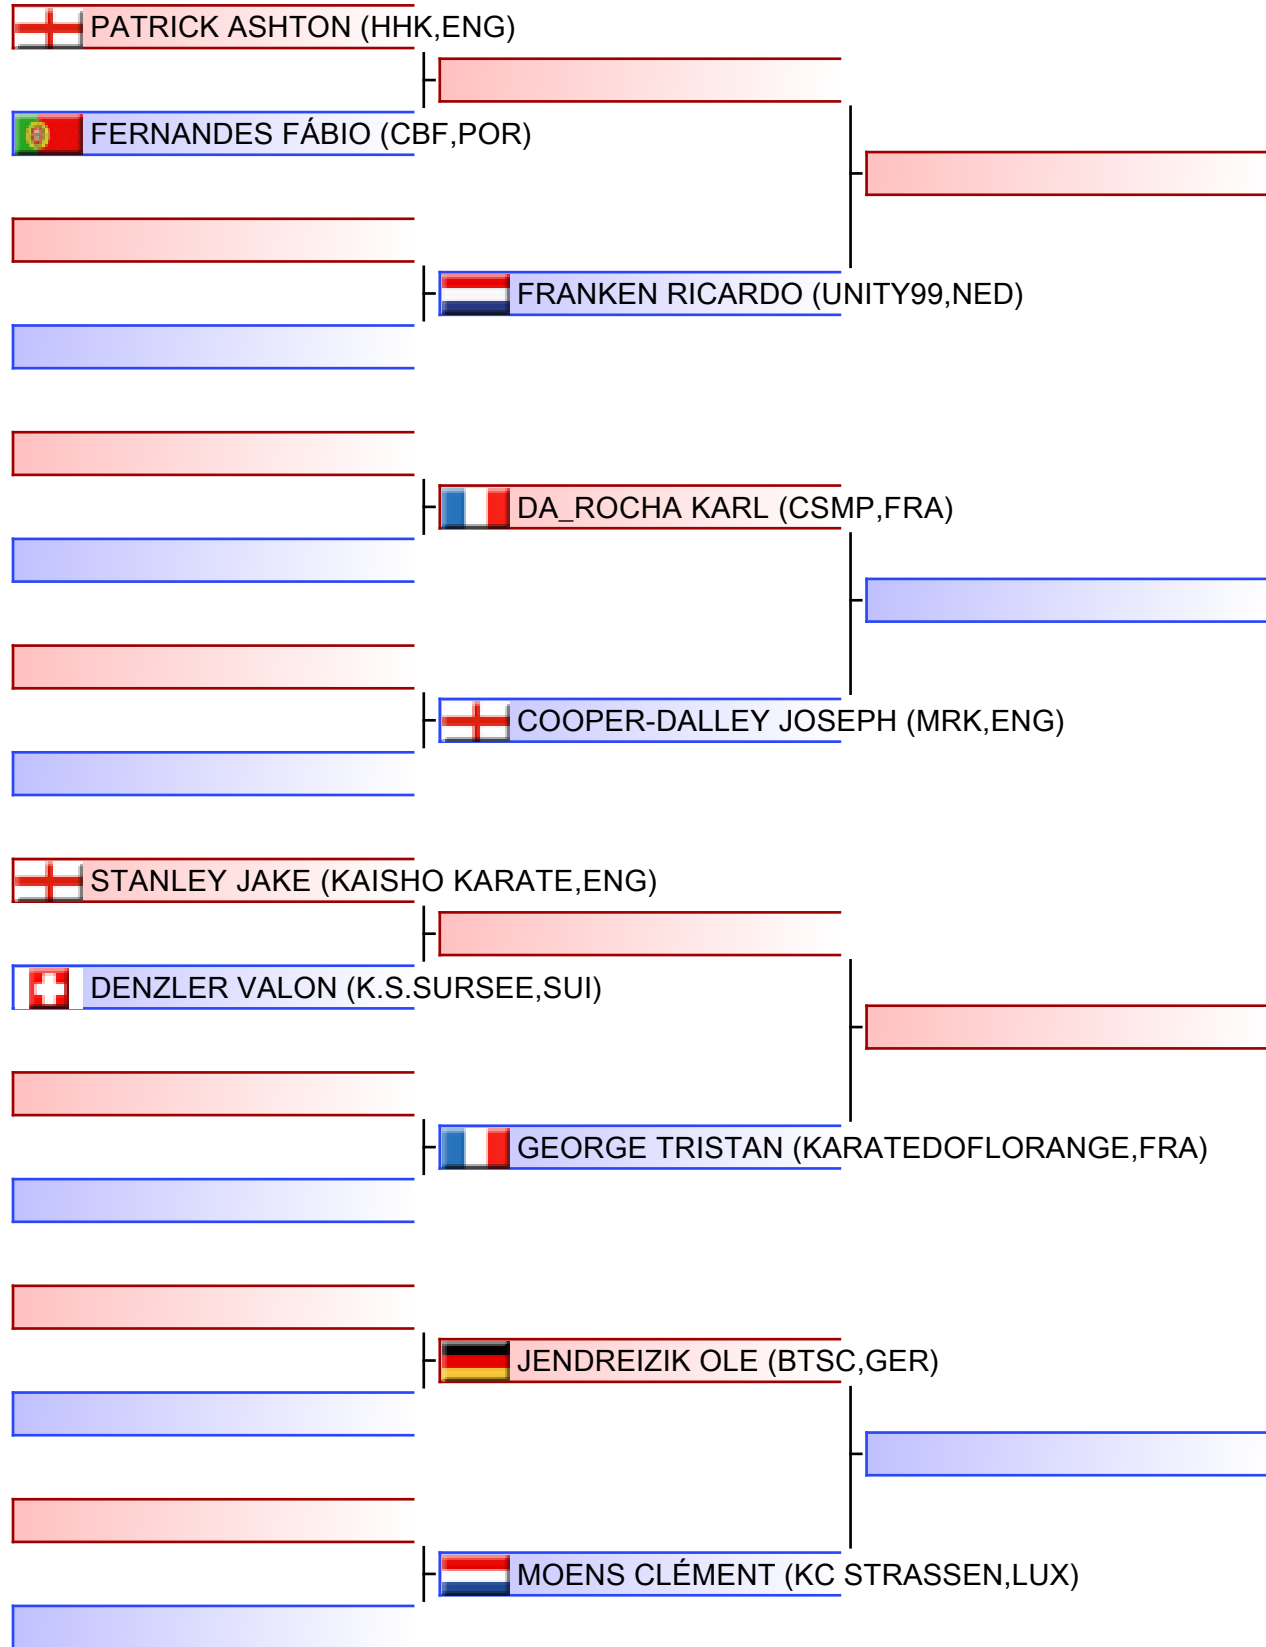 PATRICK ASHTON (HHK,ENG)
FERNANDES FÁBIO (CBF,POR)
FRANKEN RICARDO (UNITY99,NED)
DA_ROCHA KARL (CSMP,FRA)
COOPER-DALLEY JOSEPH (MRK,ENG)
STANLEY JAKE (KAISHO KARATE,ENG)
DENZLER VALON (K.S.SURSEE,SUI)
GEORGE TRISTAN (KARATEDOFLORANGE,FRA)
JENDREIZIK OLE (BTSC,GER)
MOENS CLÉMENT (KC STRASSEN,LUX)